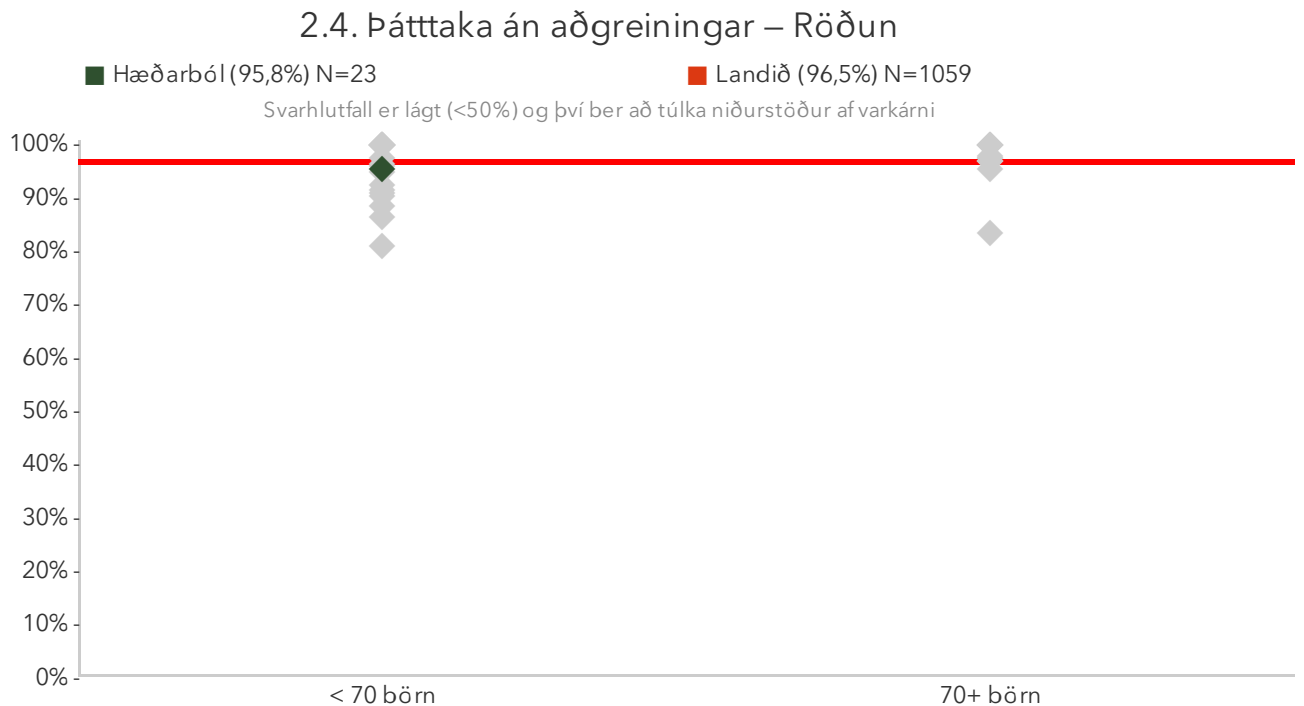 2.4. Þátttaka án aðgreiningar – Röðun
Hæðarból (95,8%) N=23
Landið (96,5%) N=1059
Svarhlutfall er lágt (<50%) og því ber að túlka niðurstöður af varkárni
100%
90%
80%
70%
60%
50%
40%
30%
20%
10%
0%
< 70 börn
70+ börn